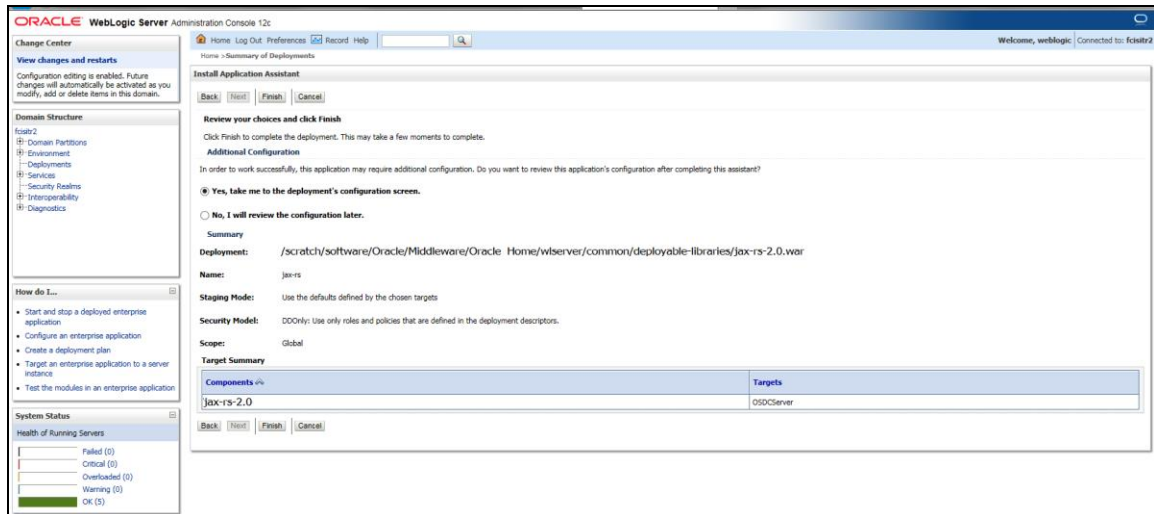 ORACLE WebLogic Server Administration Console 12c
Change Center
View changes and restarts
Configuration editing is enabled. Future
changes will automatically be activated as you
modify, add or delete items in this domain.
Domain Structure
fcisitr2
Domain Partitions
Environment
Deployments
Services
Security Realms
Interoperability
Diagnostics
How do I...
Start and stop a deployed enterprise
application
Configure an enterprise application
Create a deployment plan
Target an enterprise application to a server
instance
Test the modules in an enterprise application
System Status
Health of Running Servers
Failed (0)
Critical (0)
Overloaded (0)
Warning (0)
OK (5)
Home Log Out Preferences Record Help
Welcome, weblogic Connected to: fcisitr2
Home >Summary of Deployments
Install Application Assistant
Back Next Finish Cancel
Review your choices and click Finish
Click Finish to complete the deployment. This may take a few moments to complete.
Additional Configuration
In order to work successfully, this application may require additional configuration. Do you want to review this application's configuration after completing this assistant?
Yes, take me to the deployment's configuration screen.
No, I will review the configuration later.
Summary
Deployment: /scratch/software/Oracle/Middleware/Oracle Home/wlserver/common/deployable-libraries/jax-rs-2.0.war
Name: jax-rs
Staging Mode: Use the defaults defined by the chosen targets
Security Model: DDOnly: Use only roles and policies that are defined in the deployment descriptors.
Scope: Global
Target Summary
Components Targets
jax-rs-2.0 OSDCServer
Back Next Finish Cancel